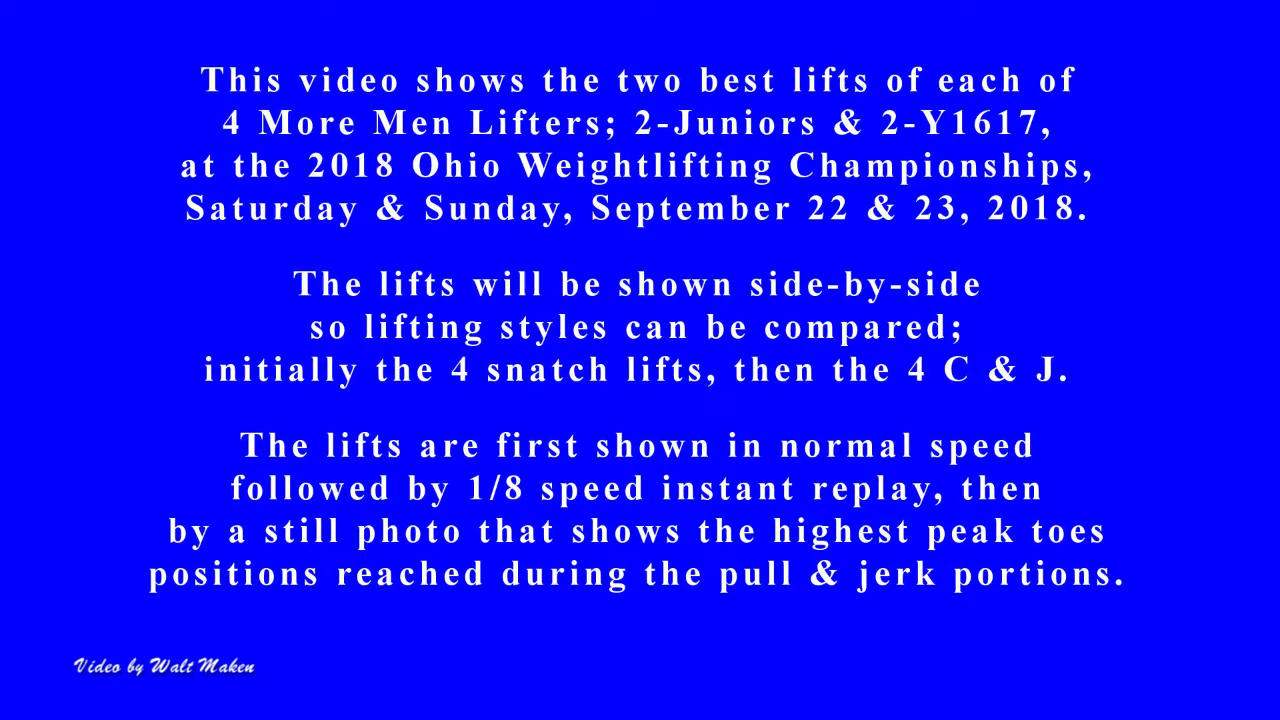 This video shows the two best lifts of each of
4 More Men Lifters; 2-Juniors & 2-Y1617,
at the 2018 Ohio Weightlifting Championships,
Saturday & Sunday, September 22 & 23, 2018.
The lifts will be shown side-by-side
so lifting styles can be compared;
initially the 4 snatch lifts, then the 4 C & J.
The lifts are first shown in normal speed
followed by 1/8 speed instant replay, then
by a still photo that shows the highest peak toes
positions reached during the pull & jerk portions.
Video by Walt Maken